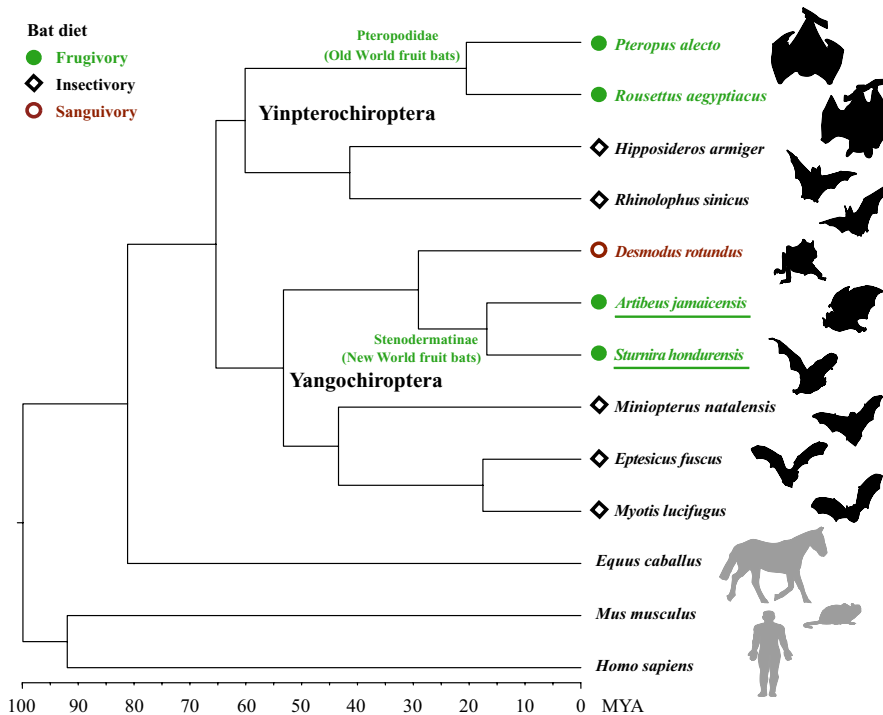 Bat diet
Frugivory
Insectivory
Sanguivory
Pteropodidae
(Old World fruit bats)
Pteropus alecto
Rousettus aegyptiacus
Yinpterochiroptera
Hipposideros armiger
Rhinolophus sinicus
Desmodus rotundus
Artibeus jamaicensis
Stenodermatinae
(New World fruit bats)
Sturnira hondurensis
Yangochiroptera
Miniopterus natalensis
Eptesicus fuscus
Myotis lucifugus
Equus caballus
Mus musculus
Homo sapiens
100 90 80 70 60 50 40 30 20 10 0 MYA